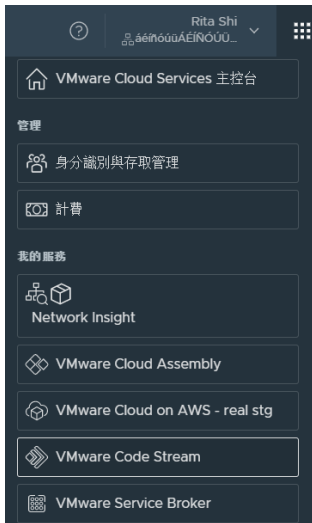 Rita Shi
áéíñóúüÁÉÍÑÓÚÜ...
VMware Cloud Services 主控台
管理
身分識別與存取管理
計費
我的服務
Network Insight
VMware Cloud Assembly
VMware Cloud on AWS - real stg
VMware Code Stream
VMware Service Broker